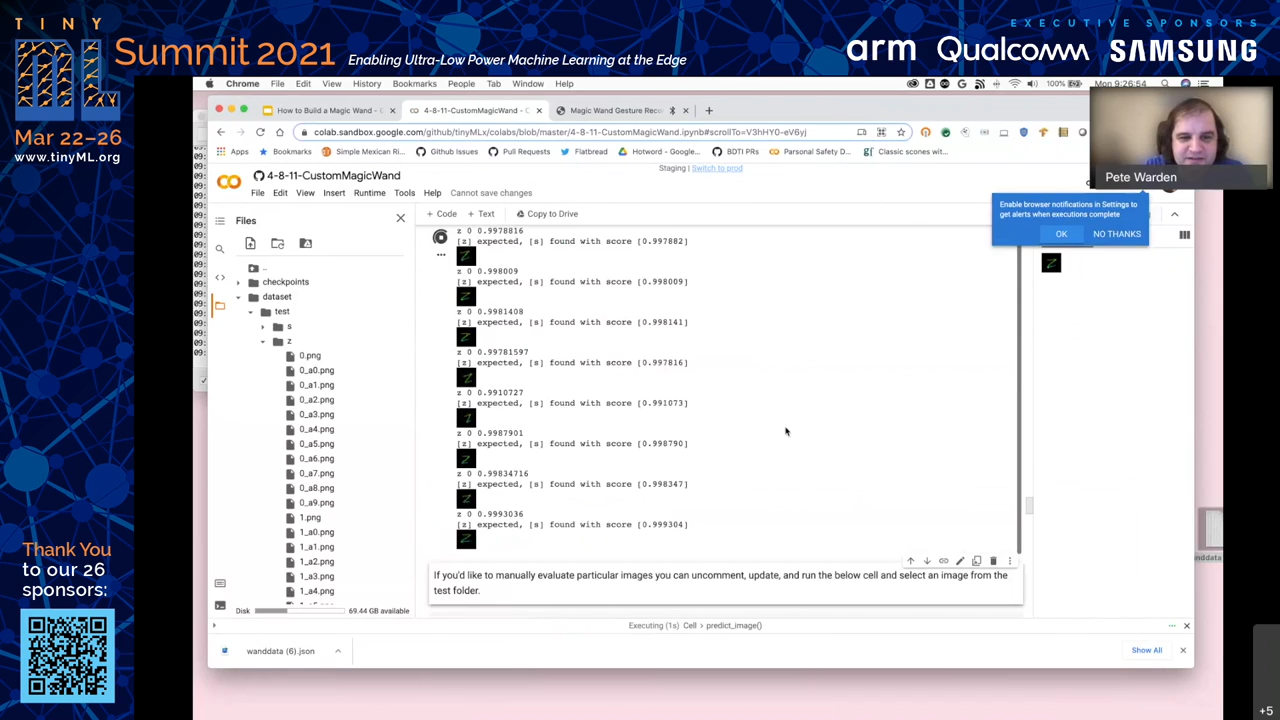 TINY
ML
Summit 2021
Enabling Ultra-Low Power Machine Learning at the Edge
EXECUTIVE SPONSORS
arm Qualcomm SAMSUNG
Mar 22–26
www.tinyML.org
Chrome File Edit View History Bookmarks People Tab Window Help
100%
9:26:54
How to Build a Magic Wand -
4-8-11-CustomMagicWand -
Magic Wand Gesture Reco
colab.sandbox.google.com/github/tinyMLx/colabs/blob/master/4-8-11-CustomMagicWand.ipynb#scrollTo=V3hHY0-eV6yj
Apps Bookmarks Simple Mexican Ri Github Issues Pull Requests Flatbread Hotword - Google... BDTI PRs Parsonal Safety D... Classic scones wit...
Staging | Switch to prod
Pete Warden
4-8-11-CustomMagicWand
File Edit View Insert Runtime Tools Help Cannot save changes
Enable browser notifications in Settings to
get alerts when executions complete
OK NO THANKS
Files
+ Code + Text Copy to Drive
..
checkpoints
dataset
test
s
z
0.png
0_a0.png
0_a1.png
0_a2.png
0_a3.png
0_a4.png
0_a5.png
0_a6.png
0_a7.png
0_a8.png
0_a9.png
1.png
1_a0.png
1_a1.png
1_a2.png
1_a3.png
1_a4.png
Disk 69.44 GB available
z 0 0.9978816
[z] expected, [s] found with score [0.997882]
z 0 0.998009
[z] expected, [s] found with score [0.998009]
z 0 0.9981408
[z] expected, [s] found with score [0.998141]
z 0 0.99781597
[z] expected, [s] found with score [0.997816]
z 0 0.9910727
[z] expected, [s] found with score [0.991073]
z 0 0.9987901
[z] expected, [s] found with score [0.998790]
z 0 0.99834716
[z] expected, [s] found with score [0.998347]
z 0 0.9993036
[z] expected, [s] found with score [0.999304]
If you'd like to manually evaluate particular images you can uncomment, update, and run the below cell and select an image from the
test folder.
Executing (1s) Cell > predict_image()
wanddata (6).json
Show All
Thank You
to our 26
sponsors:
+5